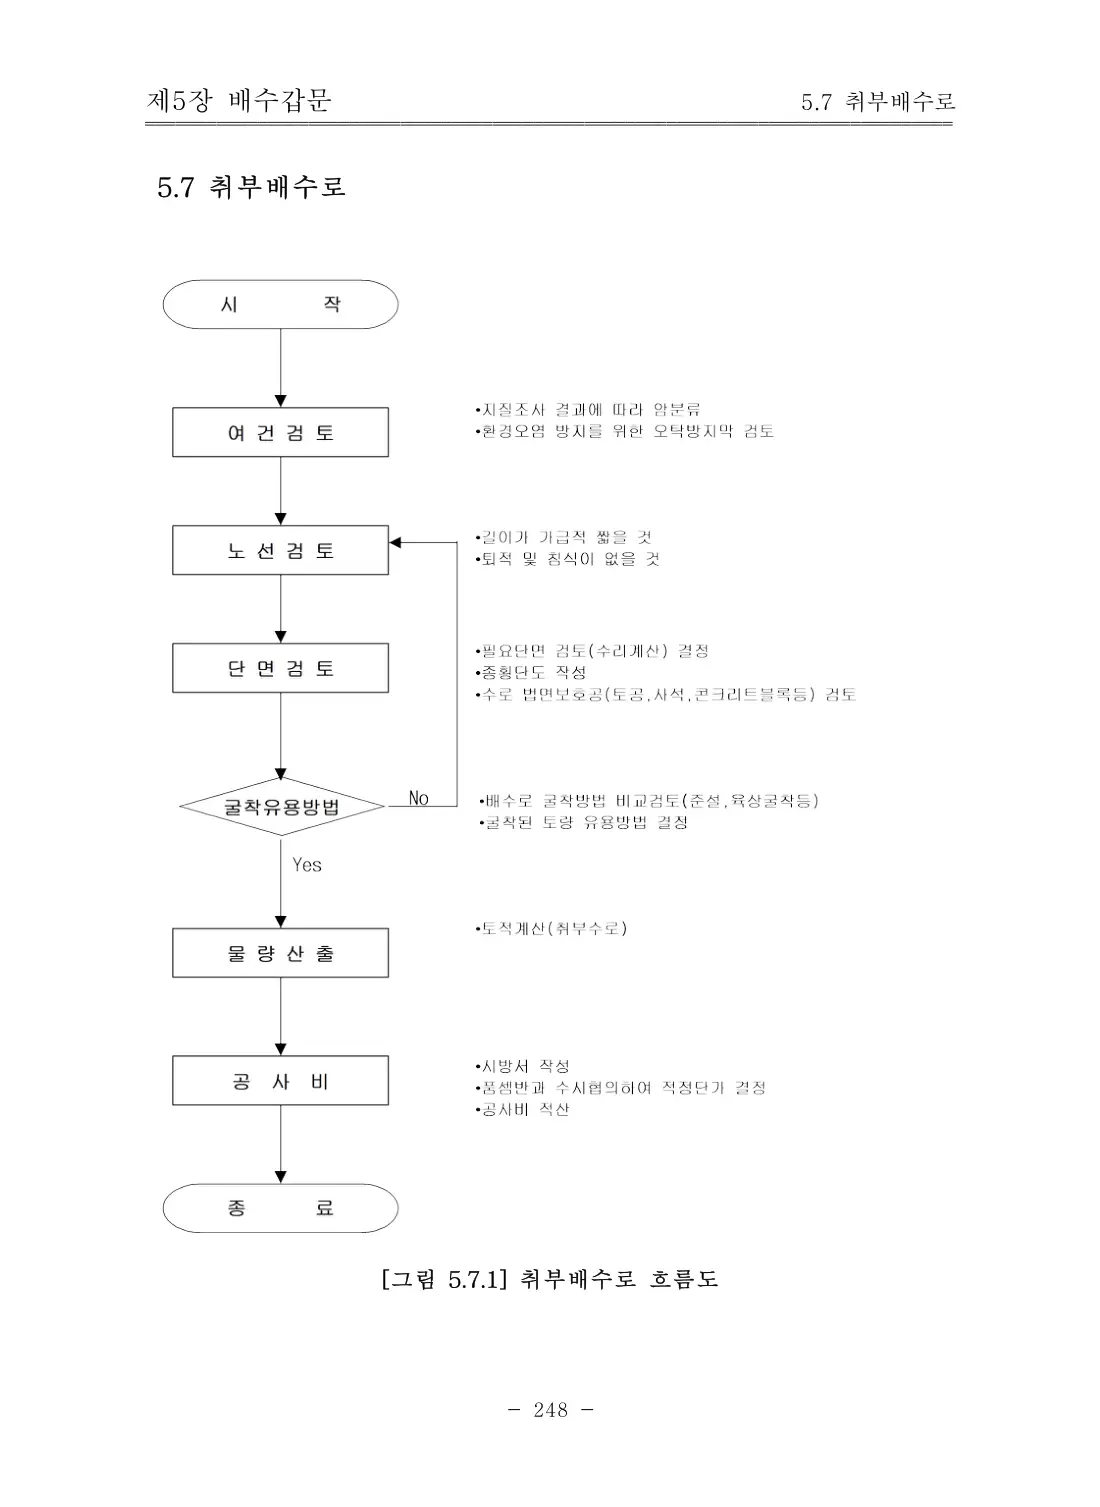 제5장 배수갑문
5.7 취부배수로
5.7 취부배수로
시 작
여 건 검 토
•지질조사 결과에 따라 암분류
•환경오염 방지를 위한 오탁방지막 검토
노 선 검 토
•길이가 가급적 짧을 것
•퇴적 및 침식이 없을 것
단 면 검 토
•필요단면 검토(수리계산) 결정
•종횡단도 작성
•수로 법면보호공(토공,사석,콘크리트블록등) 검토
굴착유용방법
No
•배수로 굴착방법 비교검토(준설,육상굴착등)
•굴착된 토량 유용방법 결정
Yes
물 량 산 출
•토적계산(취부수로)
공 사 비
•시방서 작성
•품셈반과 수시협의하여 적정단가 결정
•공사비 적산
종 료
[그림 5.7.1] 취부배수로 흐름도
- 248 -